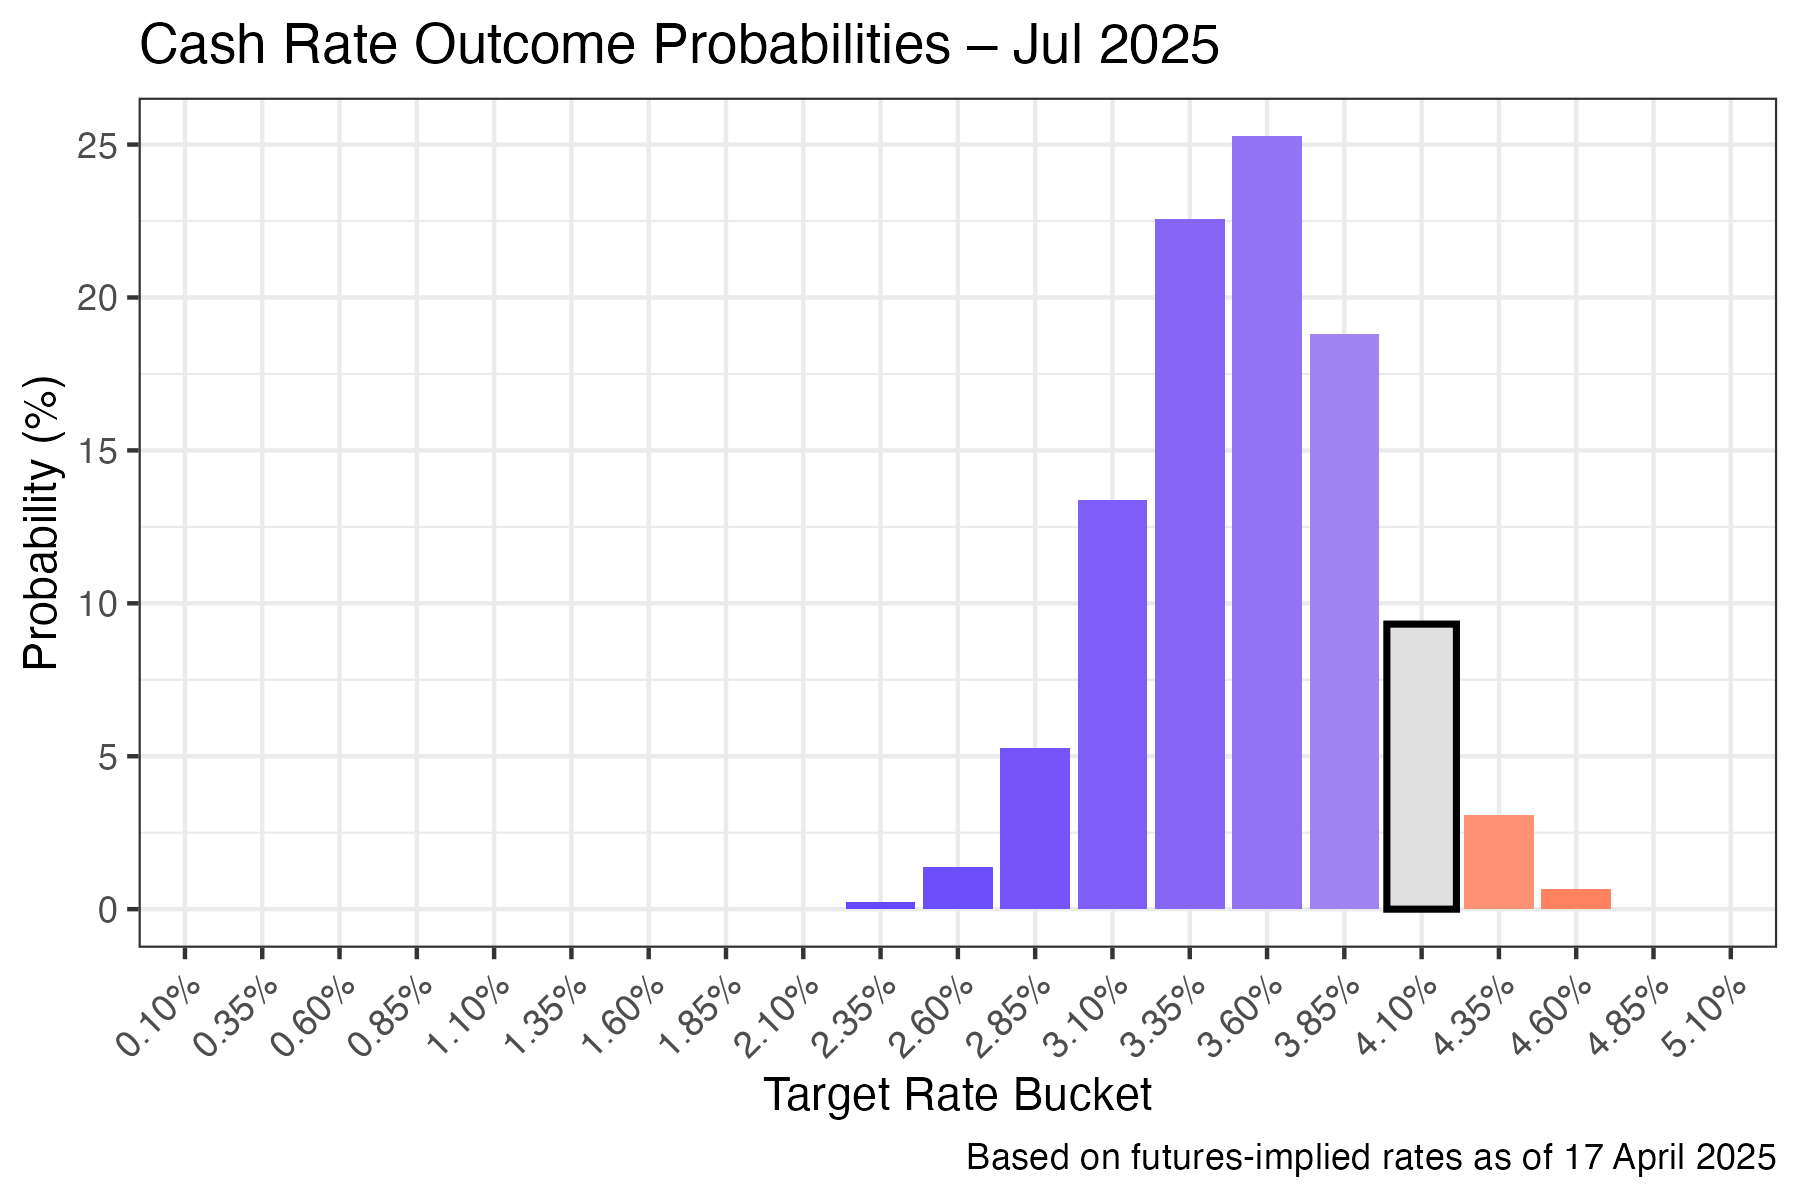 Cash Rate Outcome Probabilities – Jul 2025
25
20
15
10
5
0
Probability (%)
0.10% 0.35% 0.60% 0.85% 1.10% 1.35% 1.60% 1.85% 2.10% 2.35% 2.60% 2.85% 3.10% 3.35% 3.60% 3.85% 4.10% 4.35% 4.60% 4.85% 5.10%
Target Rate Bucket
Based on futures-implied rates as of 17 April 2025